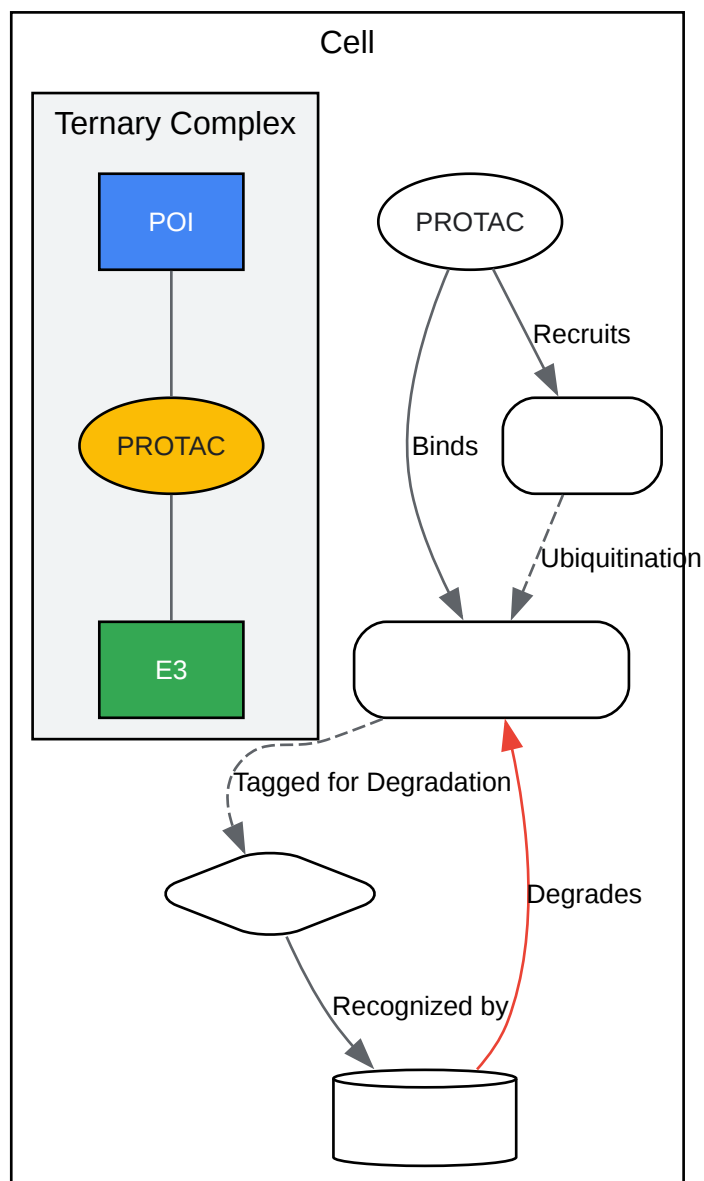 Cell
Ternary Complex
POI
PROTAC
Recruits
PROTAC
Binds
Ubiquitination
E3
Tagged for Degradation
Degrades
Recognized by